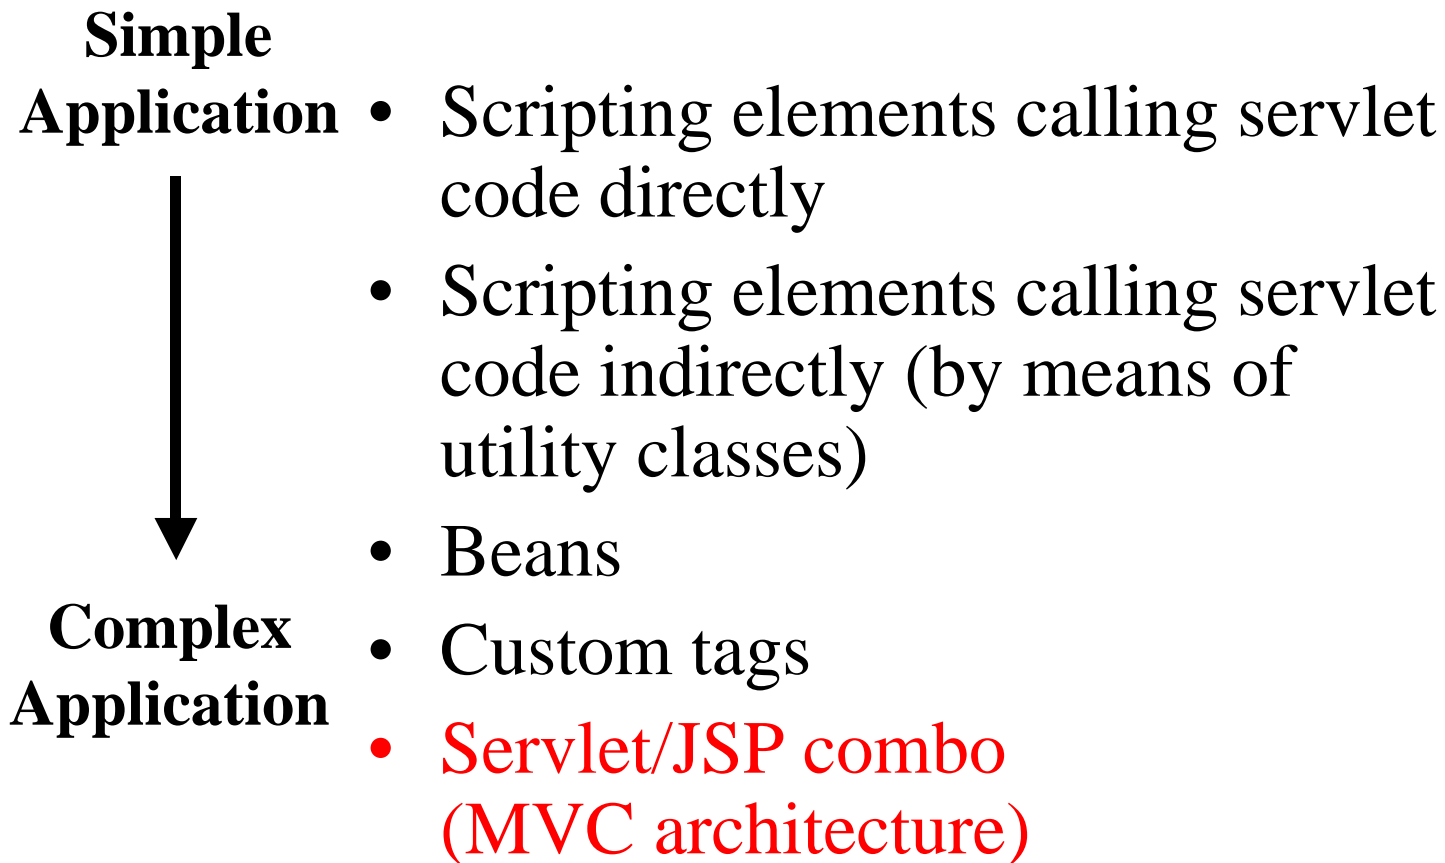 Simple
Application
• Scripting elements calling servlet
code directly
• Scripting elements calling servlet
code indirectly (by means of
utility classes)
• Beans
Complex
Application
• Custom tags
• Servlet/JSP combo
(MVC architecture)